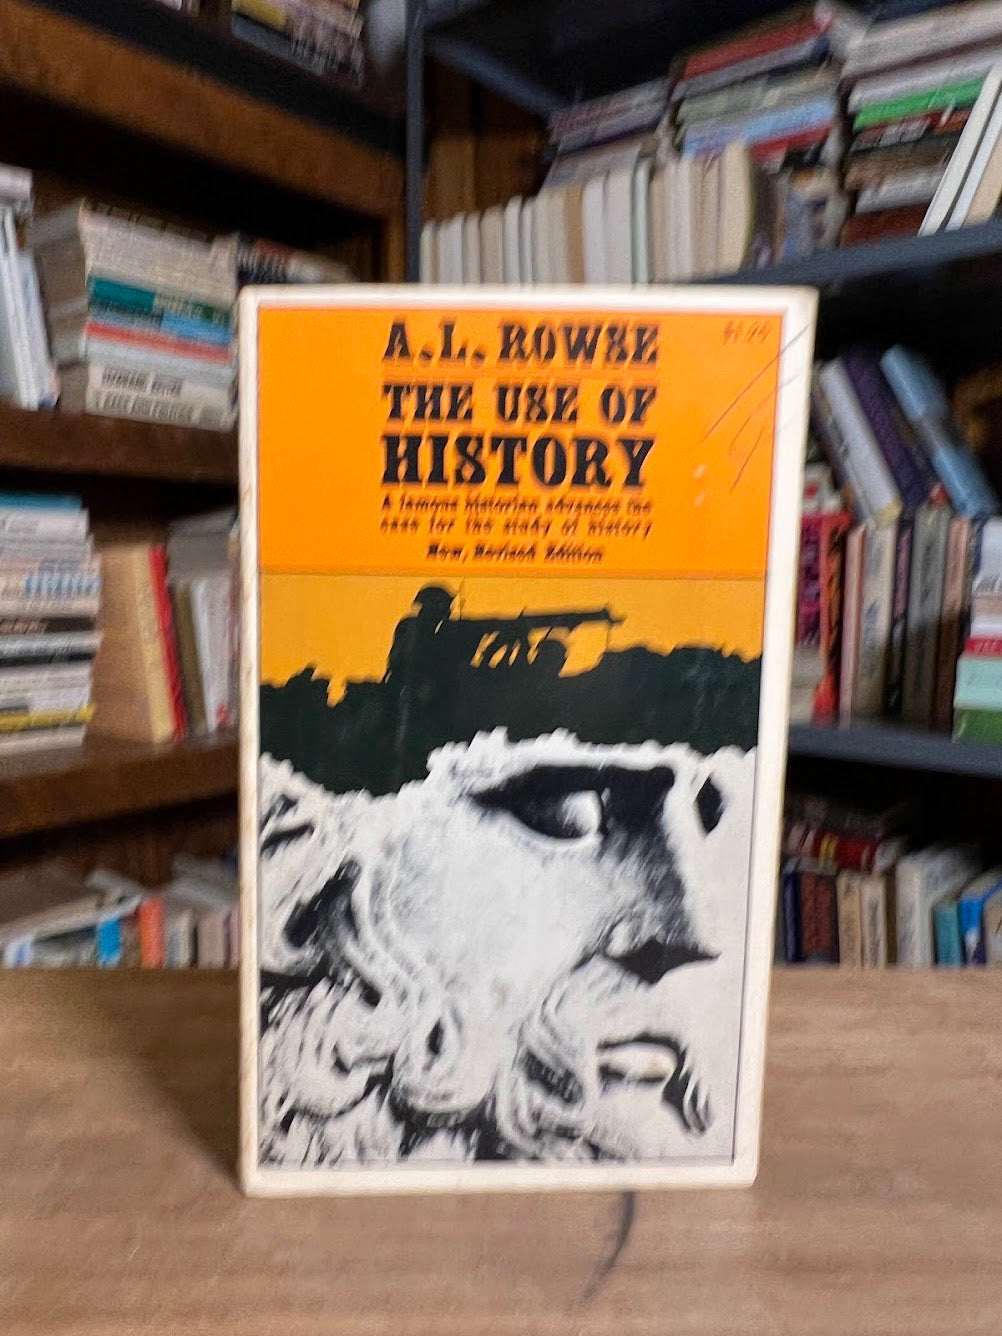 A.L. ROWSE
THE USE OF
HISTORY
A famous historian advances the
case for the study of history
New, Revised Edition